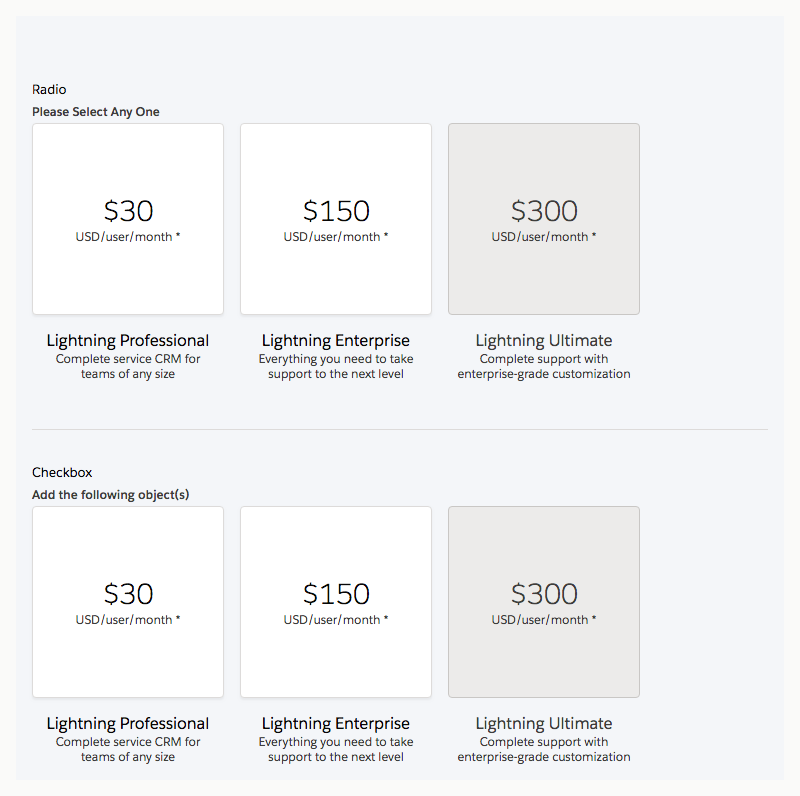 Radio
Please Select Any One
$30
USD/user/month *
$150
USD/user/month *
$300
USD/user/month *
Lightning Professional
Complete service CRM for
teams of any size
Lightning Enterprise
Everything you need to take
support to the next level
Lightning Ultimate
Complete support with
enterprise-grade customization
Checkbox
Add the following object(s)
$30
USD/user/month *
$150
USD/user/month *
$300
USD/user/month *
Lightning Professional
Complete service CRM for
teams of any size
Lightning Enterprise
Everything you need to take
support to the next level
Lightning Ultimate
Complete support with
enterprise-grade customization